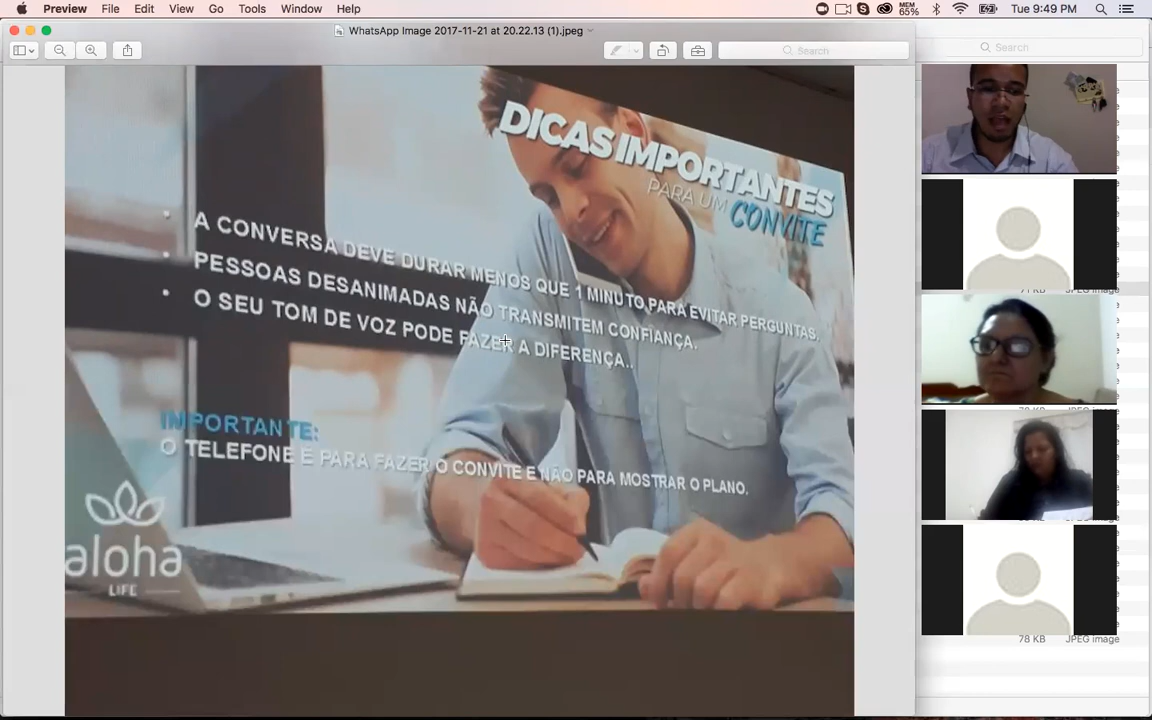 Preview File Edit View Go Tools Window Help
MEM 65% Tue 9:49 PM
WhatsApp Image 2017-11-21 at 20.22.13 (1).jpeg
Search
Search
DICAS IMPORTANTES
PARA UM CONVITE
• A CONVERSA DEVE DURAR MENOS QUE 1 MINUTO PARA EVITAR PERGUNTAS.
• PESSOAS DESANIMADAS NÃO TRANSMITEM CONFIANÇA.
• O SEU TOM DE VOZ PODE FAZER A DIFERENÇA..
IMPORTANTE:
O TELEFONE É PARA FAZER O CONVITE E NÃO PARA MOSTRAR O PLANO.
aloha
LIFE
78 KB JPEG image